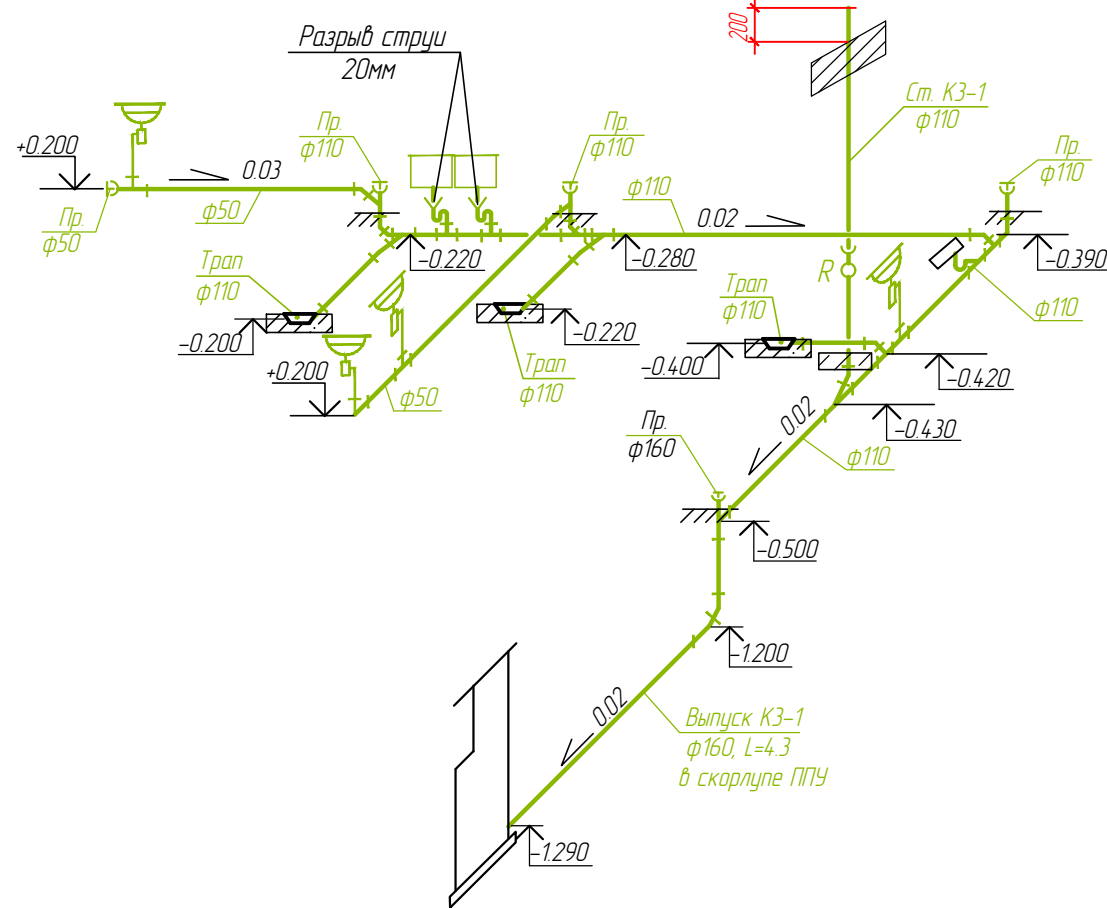 200
Разрыв струи
20мм
Ст. К3-1
ф110
Пр.
ф110
Пр.
ф110
Пр.
ф110
+0.200
0.03
Пр.
ф50
ф50
ф110
0.02
-0.220
-0.280
-0.390
R
Трап
ф110
Трап
ф110
ф110
-0.200
-0.220
-0.400
-0.420
+0.200
ф50
Трап
ф110
-0.430
0.02
Пр.
ф160
ф110
-0.500
-1.200
0.02
Выпуск К3-1
ф160, L=4.3
в скорлупе ППУ
-1.290